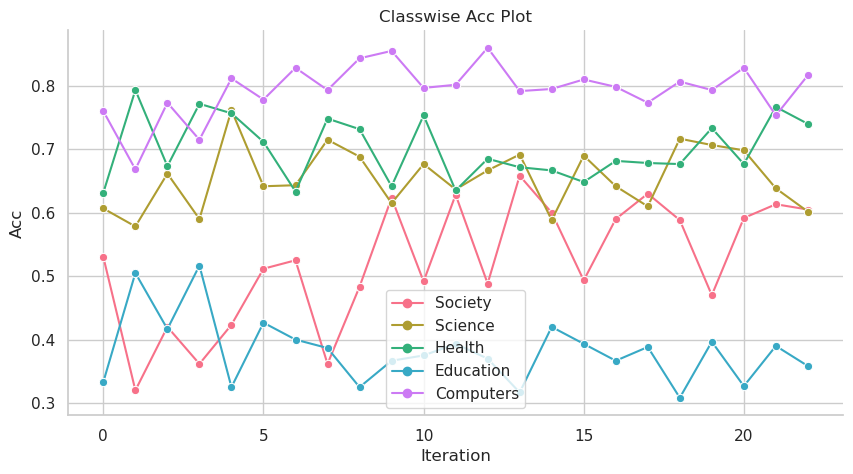 Classwise Acc Plot
Acc
0.8
0.7
0.6
0.5
0.4
0.3
Society
Science
Health
Education
Computers
0 5 10 15 20
Iteration